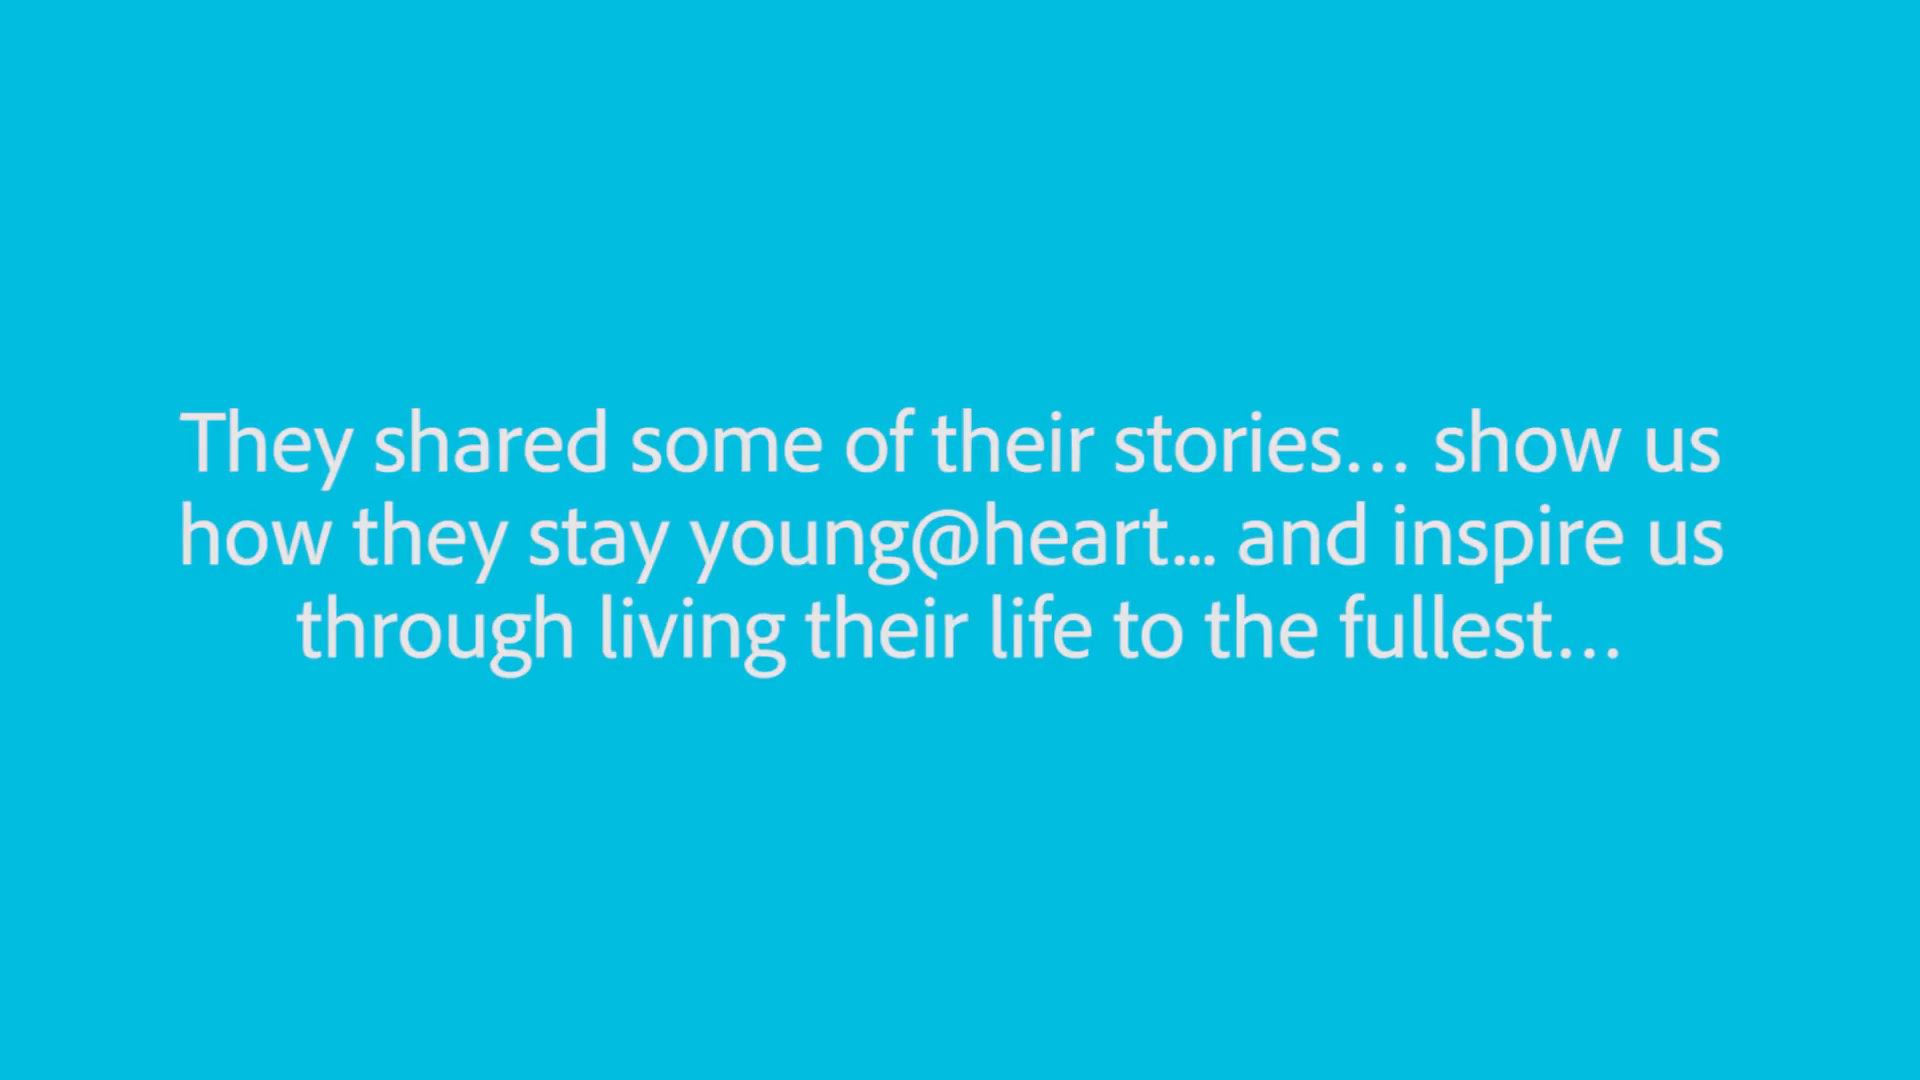 They shared some of their stories… show us
how they stay young@heart... and inspire us
through living their life to the fullest…